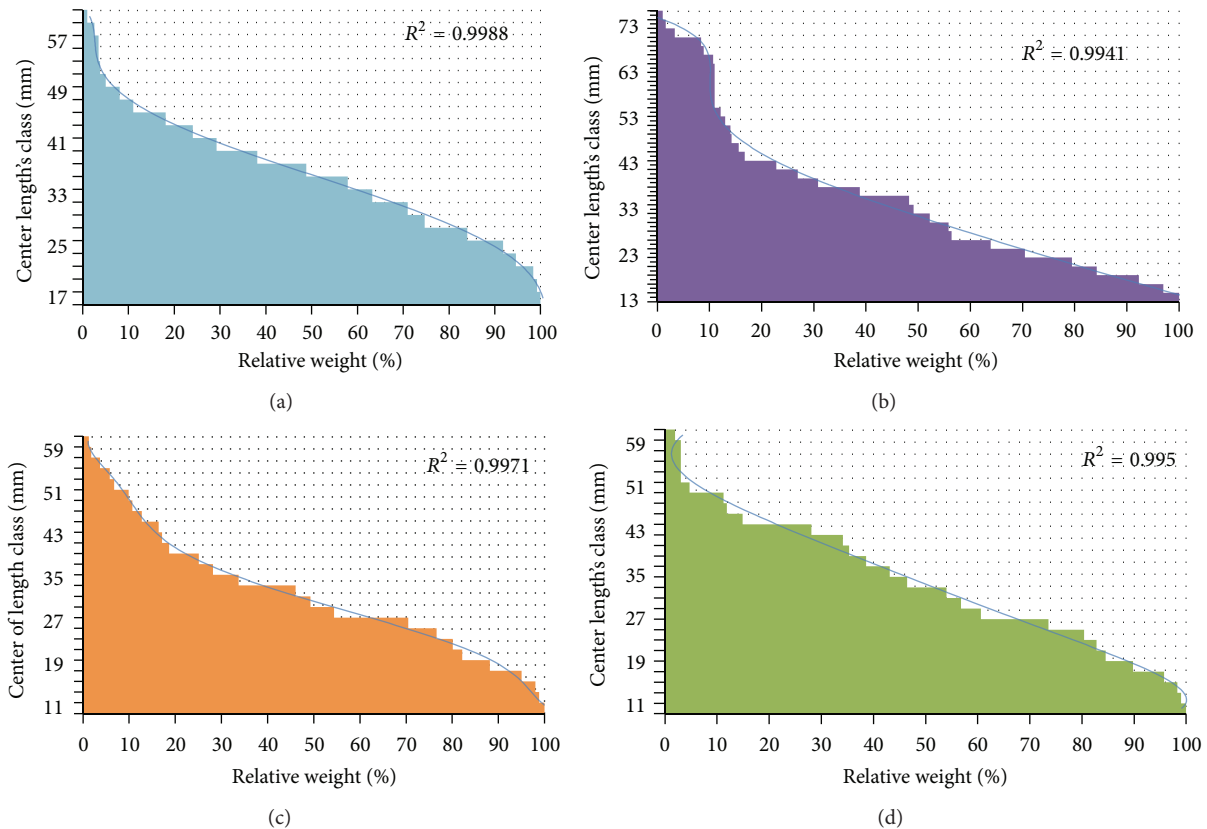 Center length's class (mm)
57
49
41
33
25
17
R² = 0.9988
0 10 20 30 40 50 60 70 80 90 100
Relative weight (%)
(a)
Center length's class (mm)
73
63
53
43
33
23
13
R² = 0.9941
0 10 20 30 40 50 60 70 80 90 100
Relative weight (%)
(b)
Center of length class (mm)
59
51
43
35
27
19
11
R² = 0.9971
0 10 20 30 40 50 60 70 80 90 100
Relative weight (%)
(c)
Center length's class (mm)
59
51
43
35
27
19
11
R² = 0.995
0 10 20 30 40 50 60 70 80 90 100
Relative weight (%)
(d)